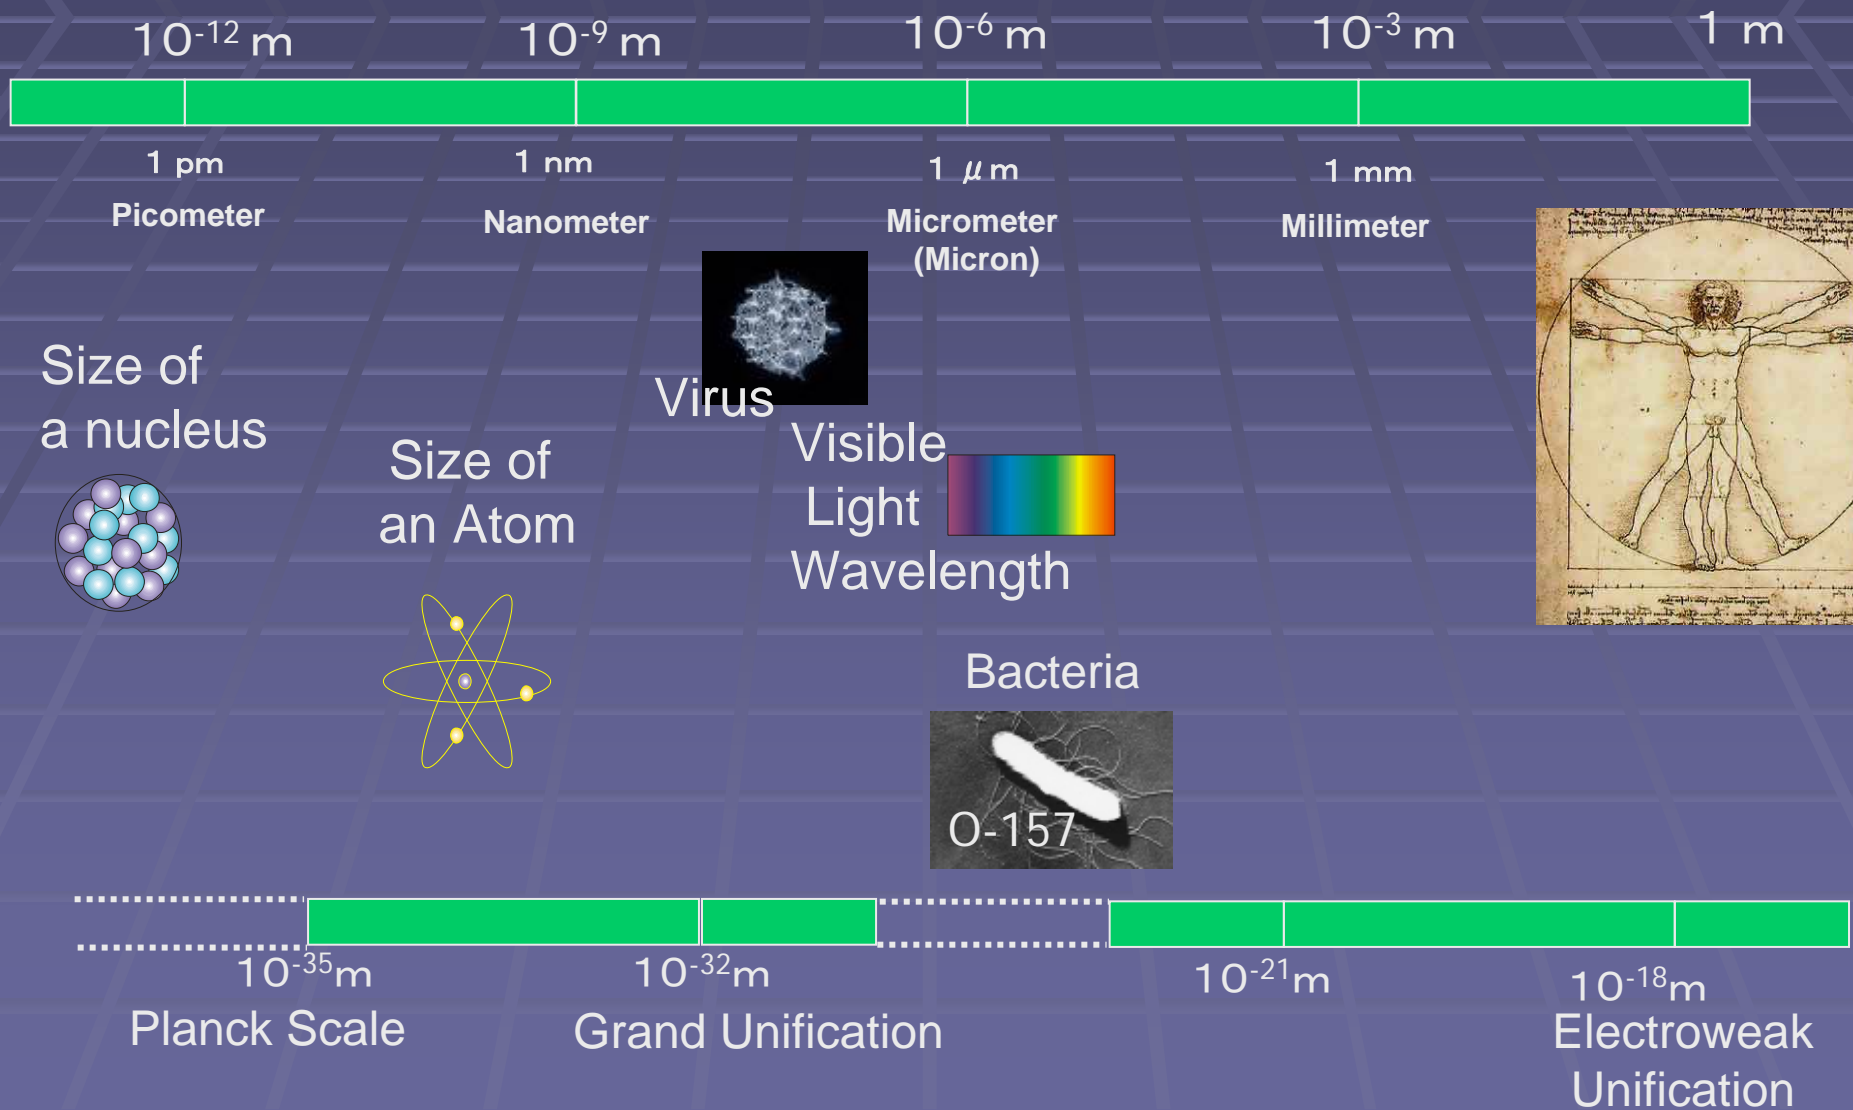 10⁻¹² m 10⁻⁹ m 10⁻⁶ m 10⁻³ m 1 m
1 pm 1 nm 1 μm 1 mm
Picometer Nanometer Micrometer Millimeter
(Micron)
Size of
a nucleus
Size of
an Atom
Virus
Visible
Light
Wavelength
Bacteria
O-157
10⁻³⁵m 10⁻³²m 10⁻²¹m 10⁻¹⁸m
Planck Scale Grand Unification Electroweak
Unification